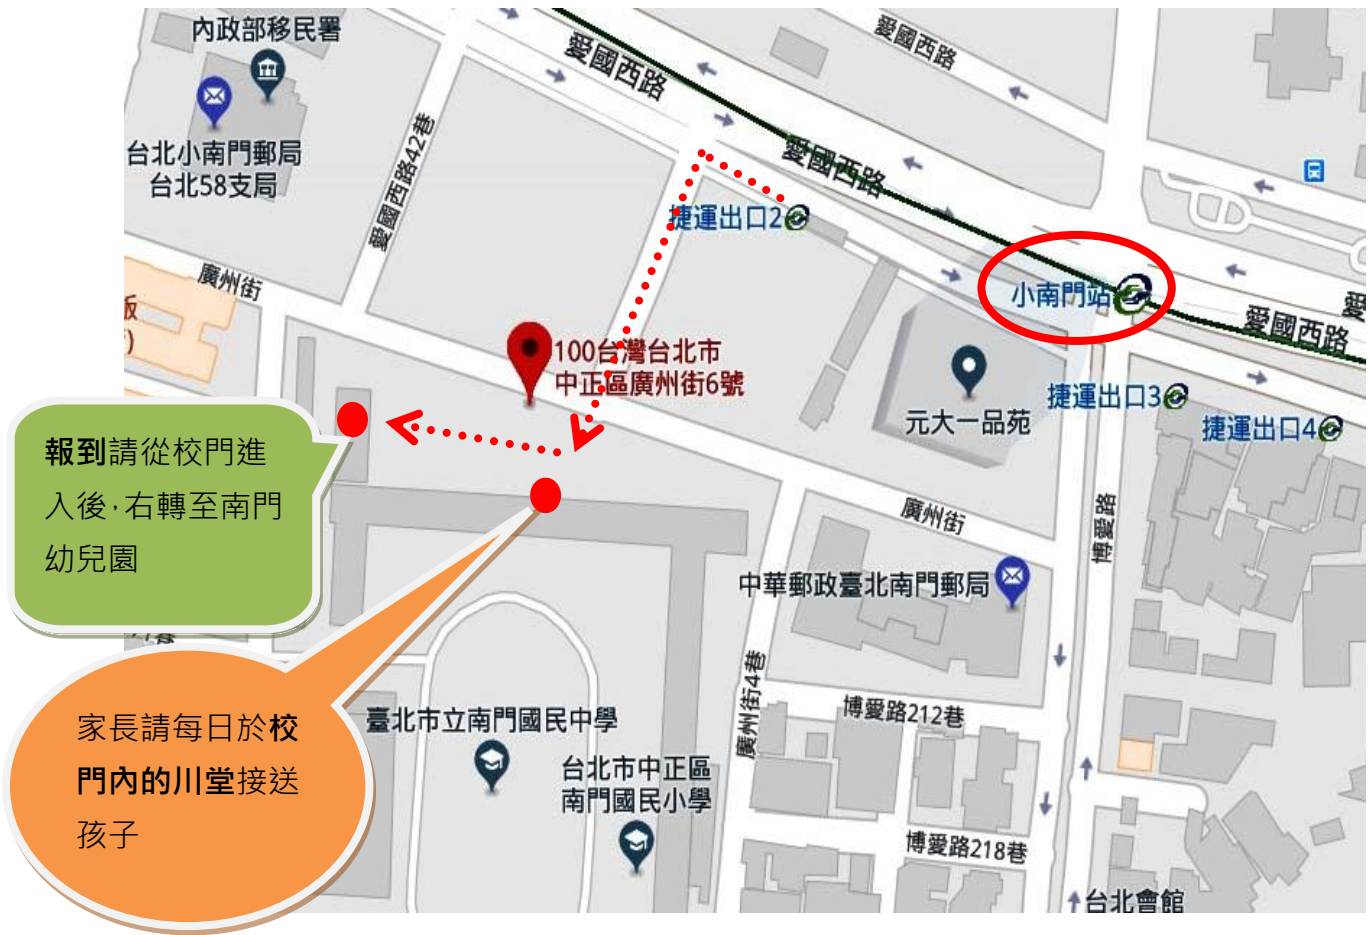 內政部移民署
愛國西路
愛國西路
台北小南門郵局
台北58支局
愛國西路42巷
愛國西路
捷運出口2
廣州街
小南門站
愛國西路
愛
100台灣台北市
中正區廣州街6號
元大一品苑
捷運出口3
捷運出口4
報到請從校門進
入後,右轉至南門
幼兒園
廣州街
博愛路
中華郵政臺北南門郵局
廣州街4巷
博愛路212巷
臺北市立南門國民中學
台北市中正區
南門國民小學
家長請每日於校
門內的川堂接送
孩子
博愛路218巷
台北會館